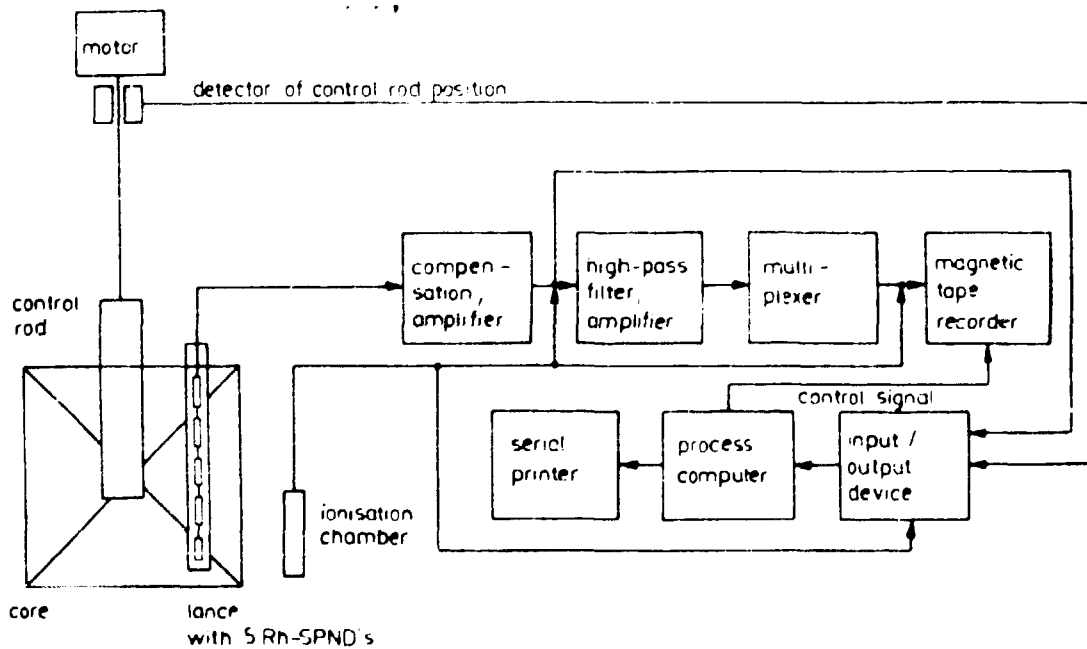 motor
detector of control rod position
control
rod
compen-
sation,
amplifier
high-pass
filter,
amplifier
multi-
plexer
magnetic
tape
recorder
control signal
serial
printer
process
computer
input /
output
device
ionisation
chamber
core
lance
with 5 Rh-SPND's